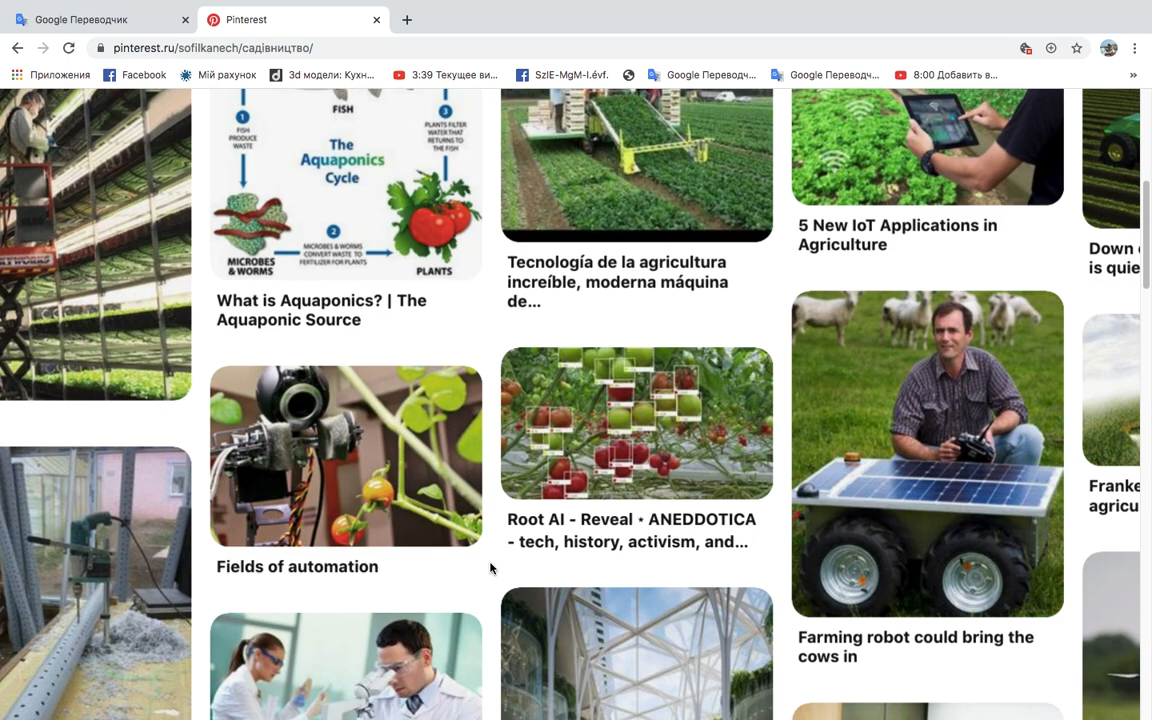 Google Переводчик
Pinterest
pinterest.ru/sofilkanech/садівництво/
Приложения
Facebook
Мій рахунок
3d модели: Кухн...
3:39 Текущее ви...
SzIE-MgM-I.évf.
Google Переводч...
Google Переводч...
8:00 Добавить в...
»
FISH
1
FISH
PRODUCE
WASTE
3
PLANTS FILTER
WATER THAT
RETURNS TO
THE FISH
The
Aquaponics
Cycle
2
MICROBES & WORMS
CONVERT WASTE TO
FERTILIZER FOR PLANTS
MICROBES
& WORMS
PLANTS
What is Aquaponics? | The
Aquaponic Source
Fields of automation
Tecnología de la agricultura
increíble, moderna máquina
de...
Root AI - Reveal ⋆ ANEDDOTICA
- tech, history, activism, and...
5 New IoT Applications in
Agriculture
Farming robot could bring the
cows in
Down
is quie
Franke
agricu